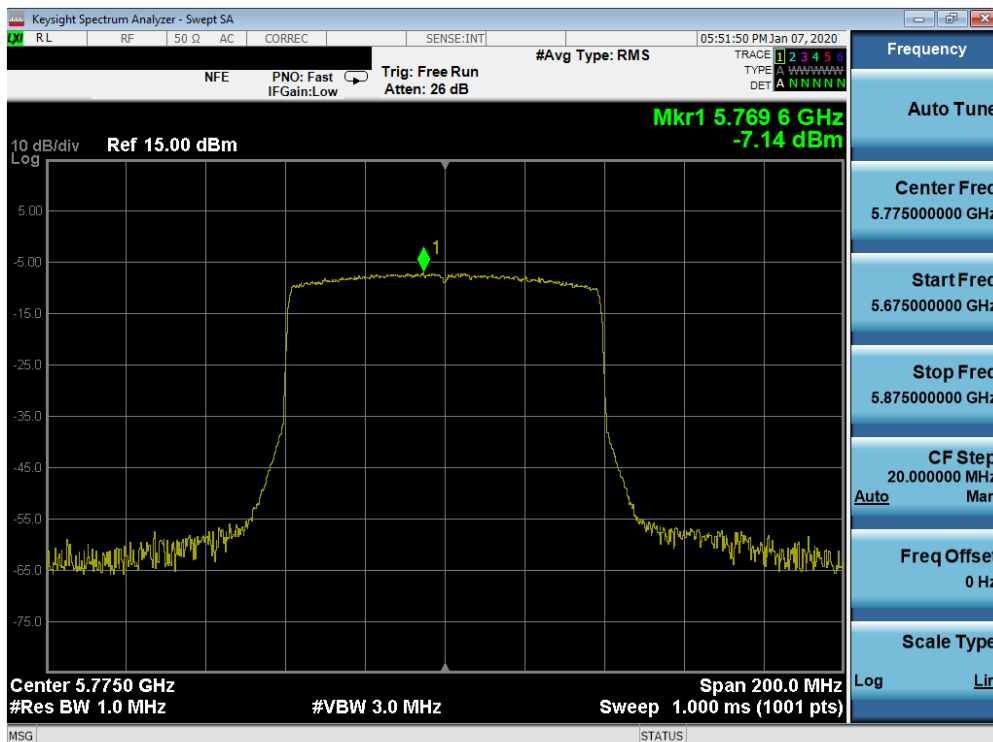 Keysight Spectrum Analyzer - Swept SA
LXI RL RF 50 Ω AC CORREC SENSE:INT 05:51:50 PM Jan 07, 2020
#Avg Type: RMS TRACE 1 2 3 4 5 6
NFE PNO: Fast Trig: Free Run TYPE A WWWWW
IFGain:Low Atten: 26 dB DET A N N N N N
Mkr1 5.769 6 GHz
10 dB/div Ref 15.00 dBm -7.14 dBm
Log
1
5.00
-5.00
-15.0
-25.0
-35.0
-45.0
-55.0
-65.0
-75.0
Center 5.7750 GHz Span 200.0 MHz
#Res BW 1.0 MHz #VBW 3.0 MHz Sweep 1.000 ms (1001 pts)
MSG STATUS
Frequency
Auto Tune
Center Freq
5.775000000 GHz
Start Freq
5.675000000 GHz
Stop Freq
5.875000000 GHz
CF Step
20.000000 MHz
Auto Man
Freq Offset
0 Hz
Scale Type
Log Lin